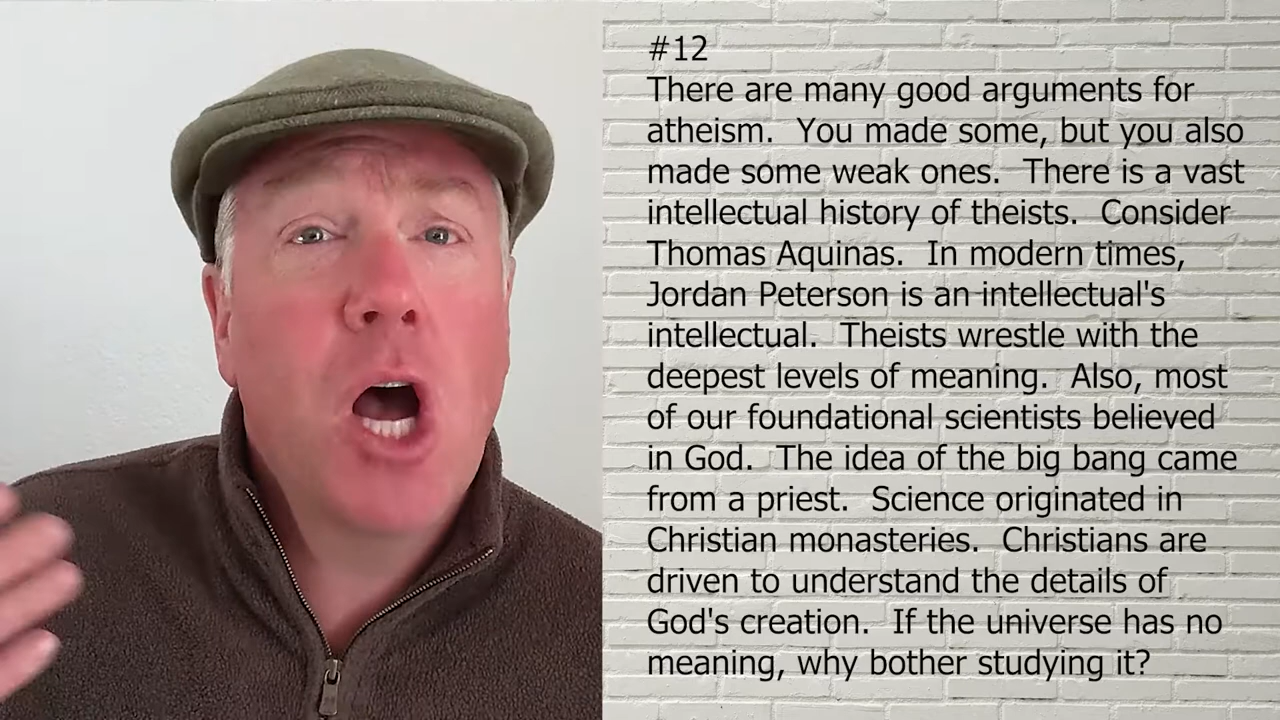 #12
There are many good arguments for
atheism.  You made some, but you also
made some weak ones.  There is a vast
intellectual history of theists.  Consider
Thomas Aquinas.  In modern times,
Jordan Peterson is an intellectual's
intellectual.  Theists wrestle with the
deepest levels of meaning.  Also, most
of our foundational scientists believed
in God.  The idea of the big bang came
from a priest.  Science originated in
Christian monasteries.  Christians are
driven to understand the details of
God's creation.  If the universe has no
meaning, why bother studying it?